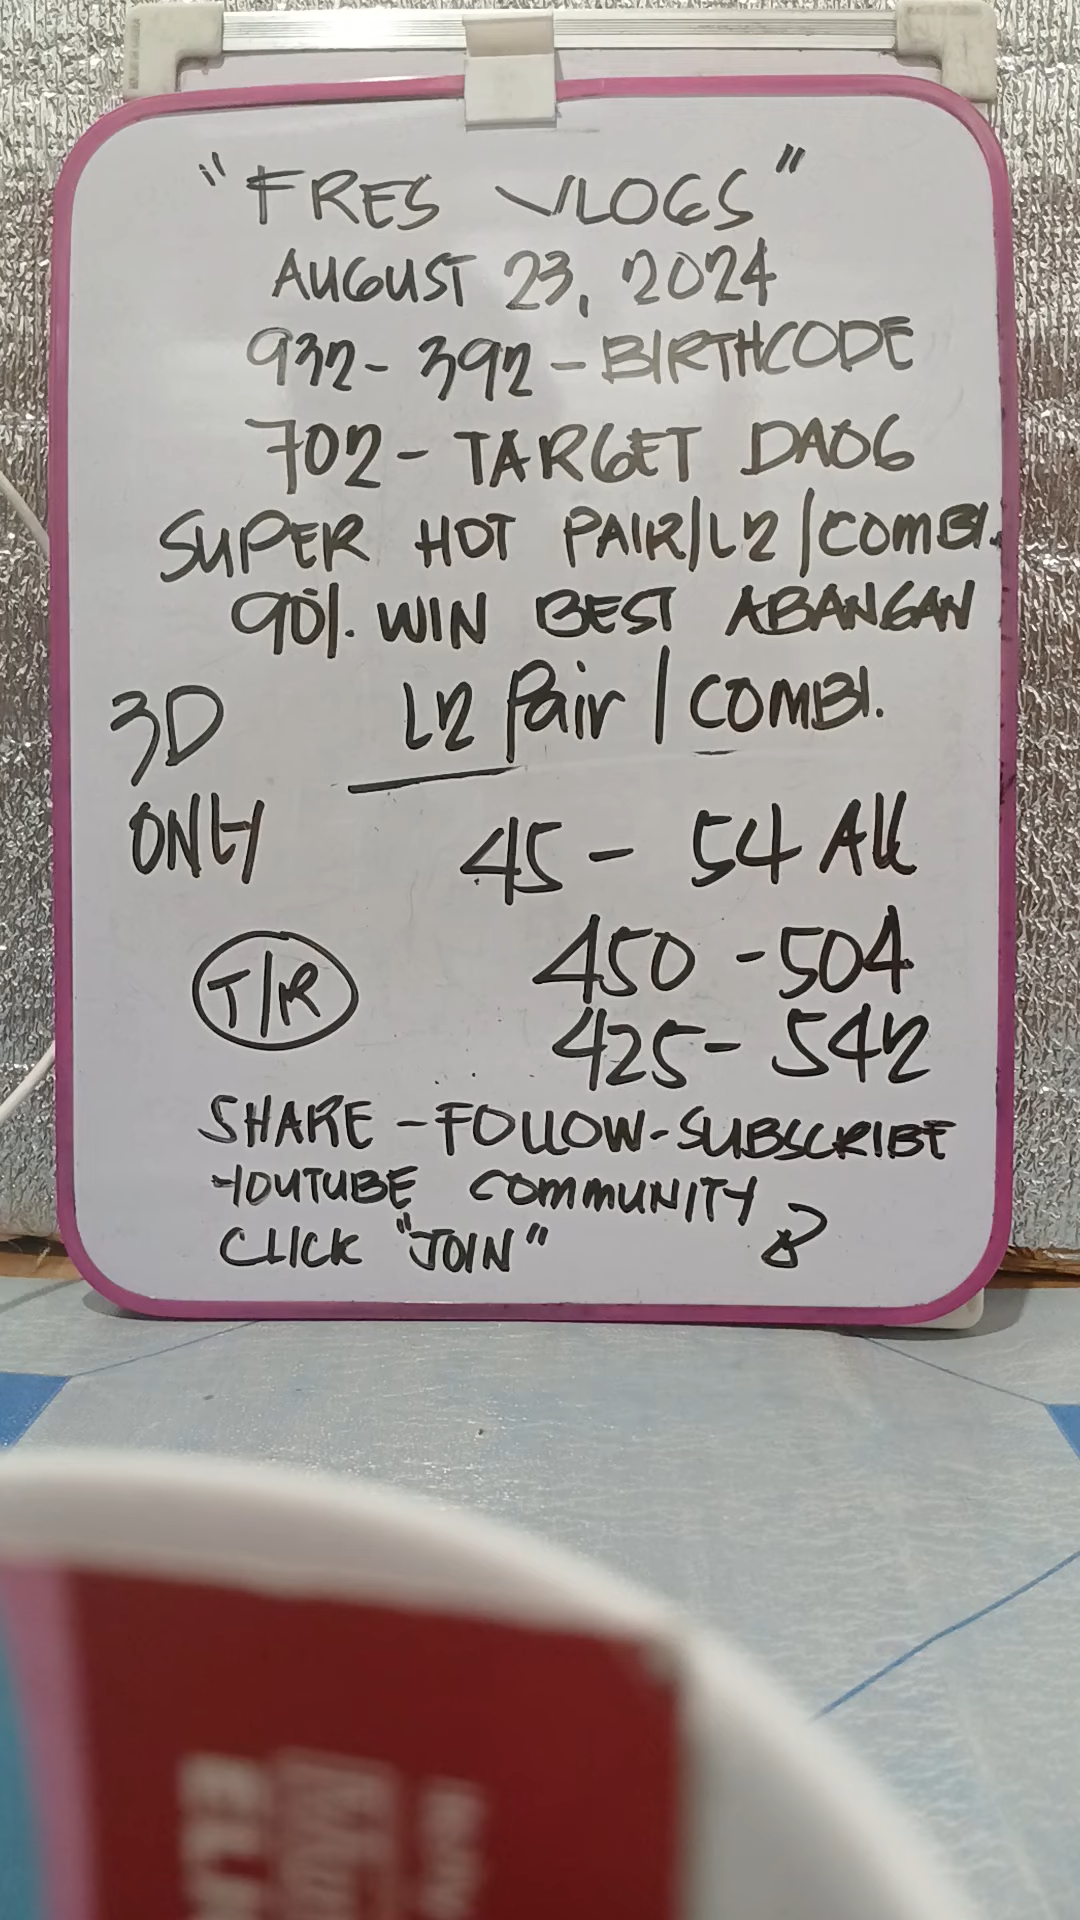 "FRES VLOGS"
AUGUST 23, 2024
932-392-BIRTHCODE
702-TARGET DAOG
SUPER HOT PAIR/L2/COMBI.
90%. WIN BEST ABANGAN
3D L2 Pair/COMBI.
ONLY 45-54 All
T/R 450-504
425-542
SHARE-FOLLOW-SUBSCRIBE
YOUTUBE COMMUNITY
CLICK "JOIN"